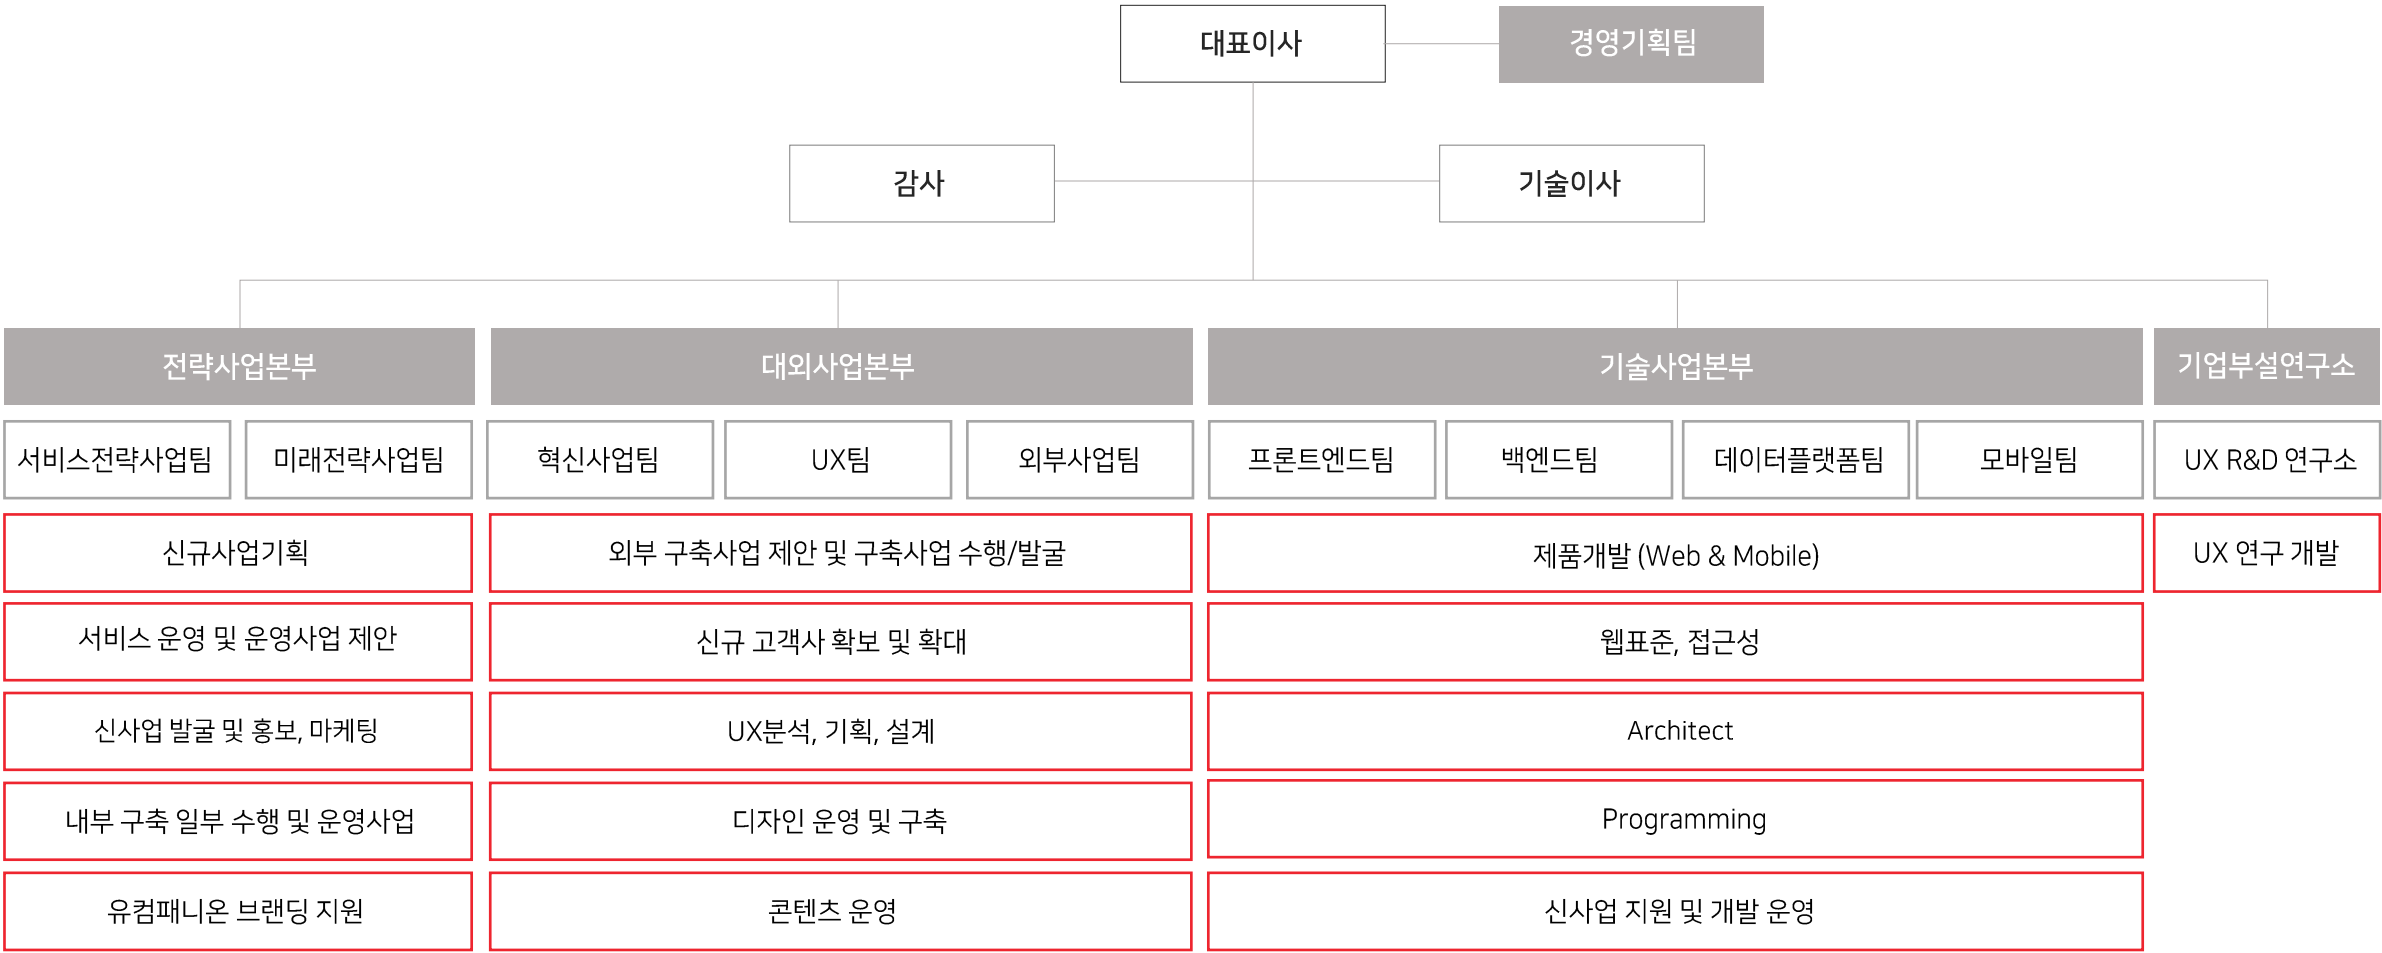 대표이사
경영기획팀
감사
기술이사
전략사업본부
대외사업본부
기술사업본부
기업부설연구소
서비스전략사업팀
미래전략사업팀
혁신사업팀
UX팀
외부사업팀
프론트엔드팀
백엔드팀
데이터플랫폼팀
모바일팀
UX R&D 연구소
신규사업기획
외부 구축사업 제안 및 구축사업 수행/발굴
제품개발 (Web & Mobile)
UX 연구 개발
서비스 운영 및 운영사업 제안
신규 고객사 확보 및 확대
웹표준, 접근성
신사업 발굴 및 홍보, 마케팅
UX분석, 기획, 설계
Architect
내부 구축 일부 수행 및 운영사업
디자인 운영 및 구축
Programming
유컴패니온 브랜딩 지원
콘텐츠 운영
신사업 지원 및 개발 운영